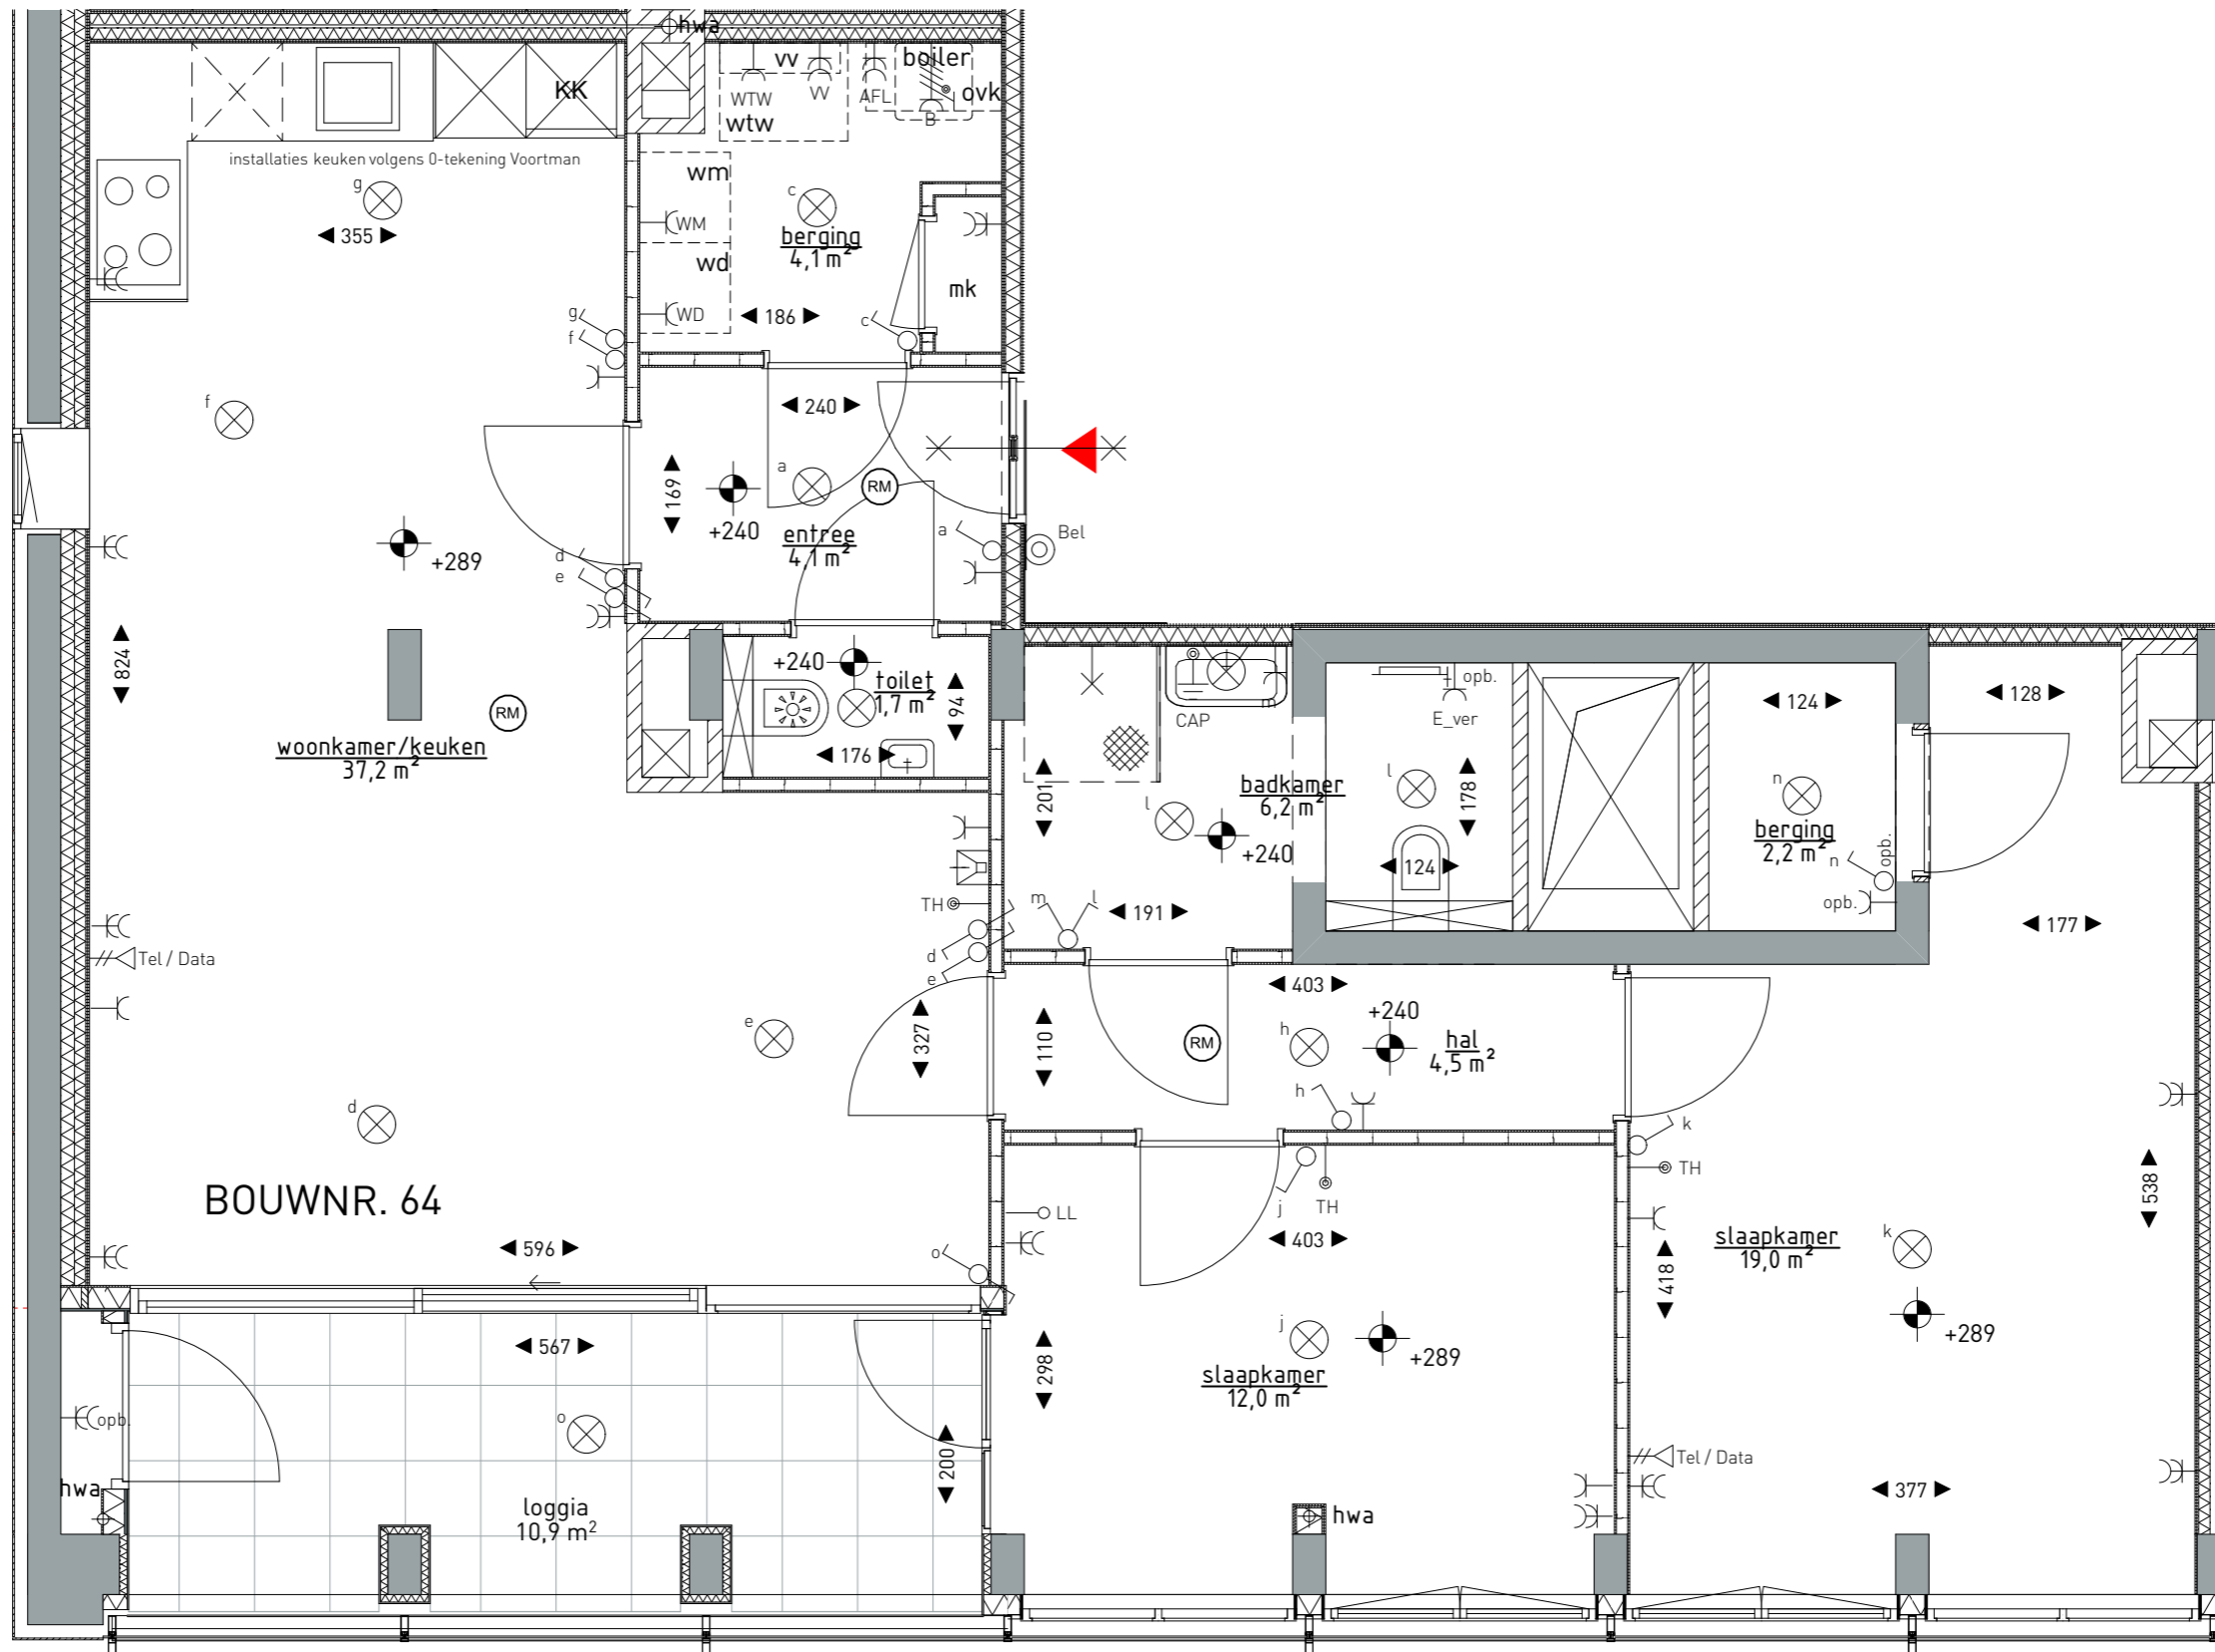 hwa
KK
vv
boiler
WTW
VV
AFL
ovk
wtw
B
installaties keuken volgens 0-tekening Voortman
g
355
wm
WM
c
berging
4,1 m²
wd
WD
186
c
mk
g
f
f
240
a
RM
169
+240
entree
4,1 m²
a
Bel
+289
d
e
824
RM
woonkamer/keuken
37,2 m²
+240
toilet
1,7 m²
94
176
CAP
m
opb.
E_ver
124
128
201
badkamer
6,2 m²
l
178
n
l
+240
124
berging
2,2 m²
n
opb.
opb.
TH
m
l
191
177
d
e
Tel / Data
403
+240
e
327
110
RM
h
hal
4,5 m²
h
d
k
TH
BOUWNR. 64
LL
j
TH
538
596
o
403
slaapkamer
19,0 m²
k
418
567
298
j
+289
+289
slaapkamer
12,0 m²
opb.
o
200
Tel / Data
377
hwa
loggia
10,9 m²
hwa